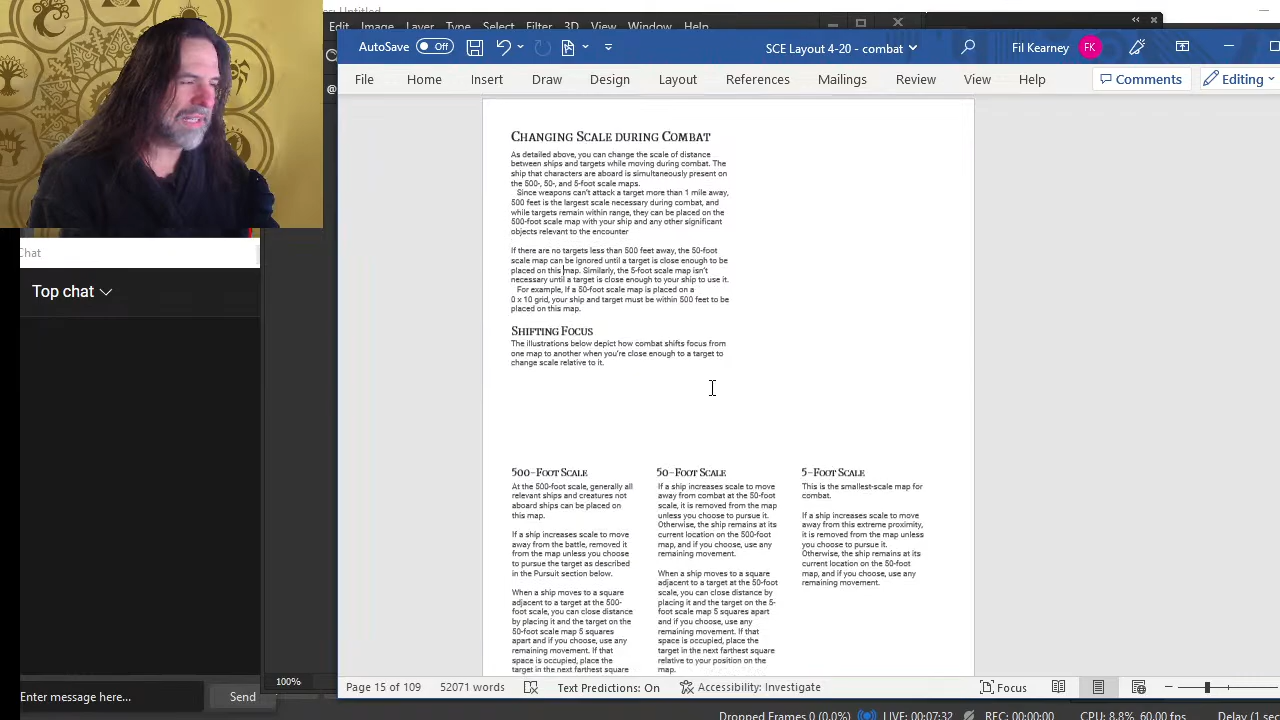 Edit Image Layer Type Select Filter 3D View Window Help
AutoSave Off
SCE Layout 4-20 - combat
Fil Kearney FK
File Home Insert Draw Design Layout References Mailings Review View Help
Comments Editing
Changing Scale during Combat
As detailed above, you can change the scale of distance
between ships and targets while moving during combat. The
ship that characters are aboard is simultaneously present on
the 500-, 50-, and 5-foot scale maps.
Since weapons can't attack a target more than 1 mile away,
500 feet is the largest scale necessary during combat, and
while targets remain within range, they can be placed on the
500-foot scale map with your ship and any other significant
objects relevant to the encounter
If there are no targets less than 500 feet away, the 50-foot
scale map can be ignored until a target is close enough to be
placed on this map. Similarly, the 5-foot scale map isn't
necessary until a target is close enough to your ship to use it.
For example, If a 50-foot scale map is placed on a
0 x 10 grid, your ship and target must be within 500 feet to be
placed on this map.
Shifting Focus
The illustrations below depict how combat shifts focus from
one map to another when you're close enough to a target to
change scale relative to it.
500-Foot Scale
At the 500-foot scale, generally all
relevant ships and creatures not
aboard ships can be placed on
this map.
If a ship increases scale to move
away from the battle, removed it
from the map unless you choose
to pursue the target as described
in the Pursuit section below.
When a ship moves to a square
adjacent to a target at the 500-
foot scale, you can close distance
by placing it and the target on the
50-foot scale map 5 squares
apart and if you choose, use any
remaining movement. If that
space is occupied, place the
target in the next farthest square
50-Foot Scale
If a ship increases scale to move
away from combat at the 50-foot
scale, it is removed from the map
unless you choose to pursue it.
Otherwise, the ship remains at its
current location on the 500-foot
map, and if you choose, use any
remaining movement.
When a ship moves to a square
adjacent to a target at the 50-foot
scale, you can close distance by
placing it and the target on the 5-
foot scale map 5 squares apart
and if you choose, use any
remaining movement. If that
space is occupied, place the
target in the next farthest square
relative to your position on the
map.
5-Foot Scale
This is the smallest-scale map for
combat.
If a ship increases scale to move
away from this extreme proximity,
it is removed from the map unless
you choose to pursue it.
Otherwise, the ship remains at its
current location on the 50-foot
map, and if you choose, use any
remaining movement.
Chat
Top chat
Enter message here...
Send
100%
Page 15 of 109 52071 words Text Predictions: On Accessibility: Investigate Focus
Dropped Frames 0 (0.0%) LIVE: 00:07:32 REC: 00:00:00 CPU: 8.8%, 60.00 fps Delay (1 sec